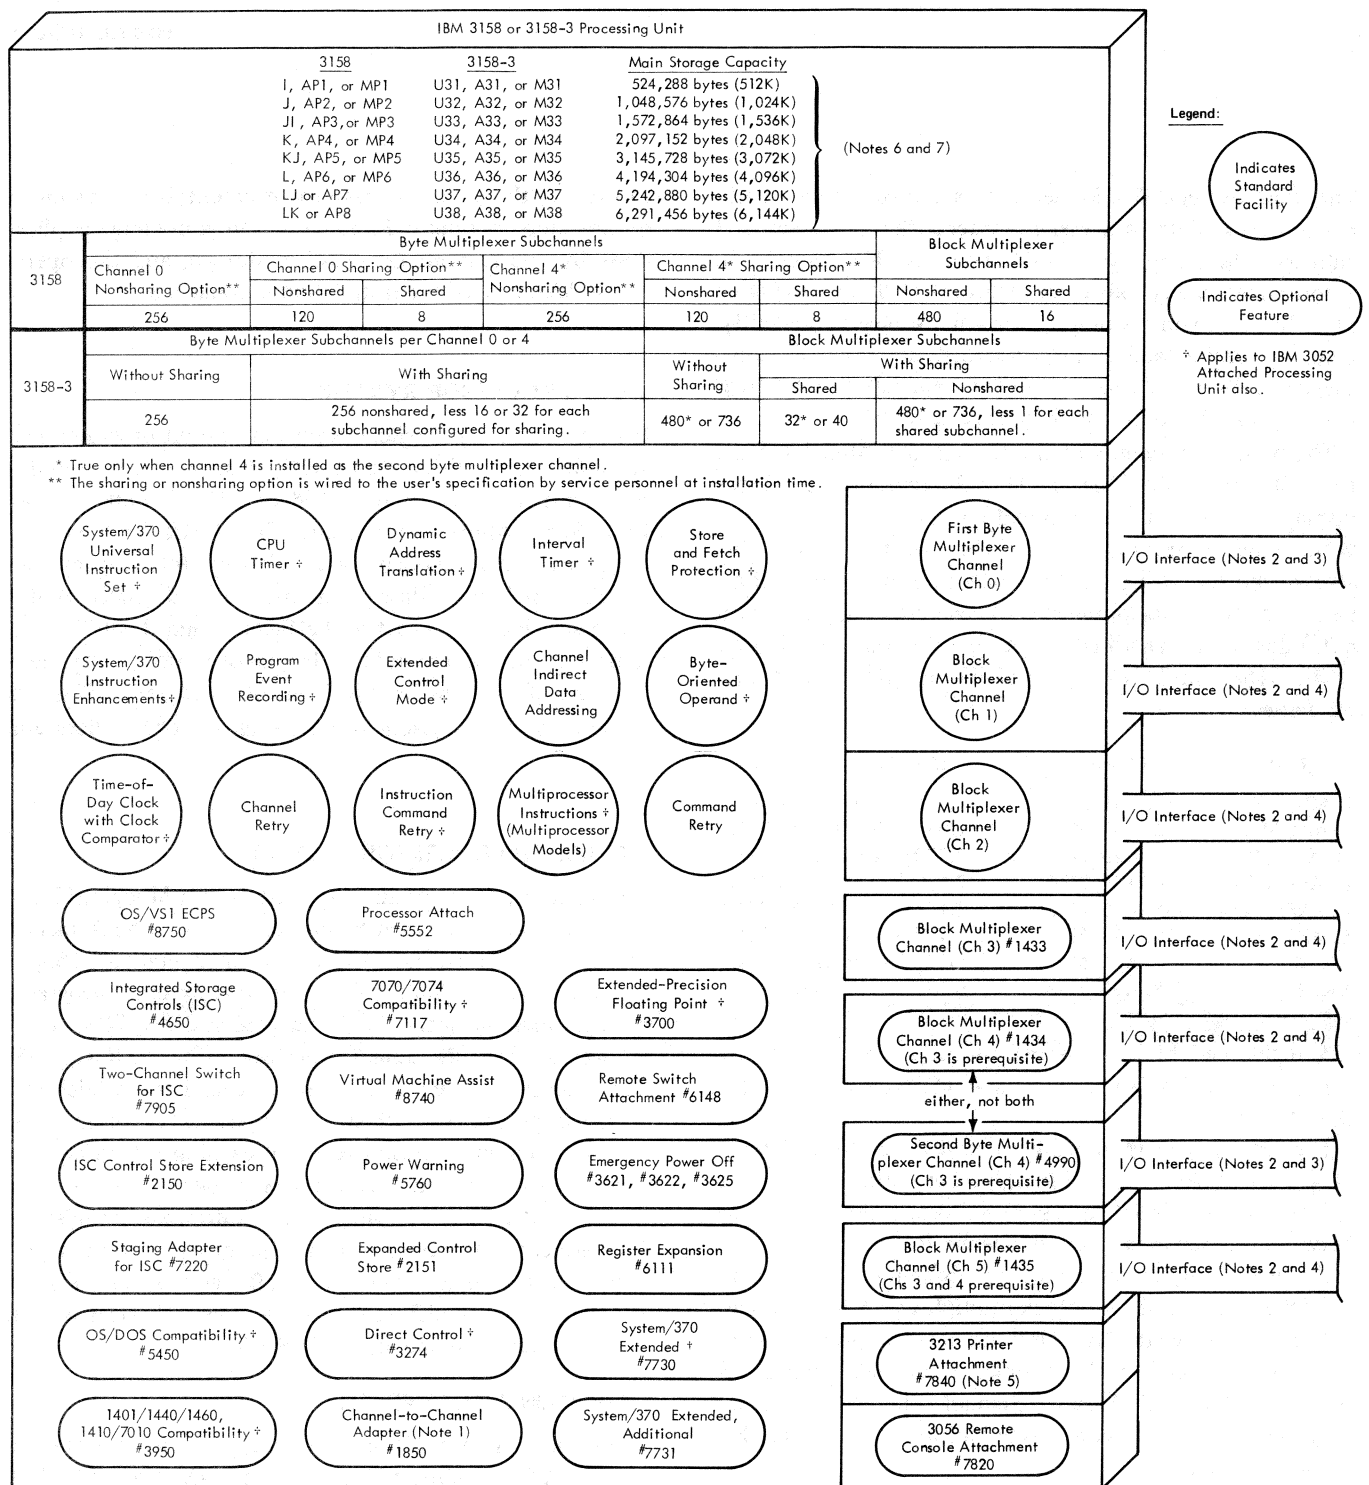 IBM 3158 or 3158-3 Processing Unit
3158 3158-3 Main Storage Capacity
I, AP1, or MP1 U31, A31, or M31 524,288 bytes (512K)
J, AP2, or MP2 U32, A32, or M32 1,048,576 bytes (1,024K)
JI, AP3,or MP3 U33, A33, or M33 1,572,864 bytes (1,536K)
K, AP4, or MP4 U34, A34, or M34 2,097,152 bytes (2,048K)
KJ, AP5, or MP5 U35, A35, or M35 3,145,728 bytes (3,072K)
L, AP6, or MP6 U36, A36, or M36 4,194,304 bytes (4,096K)
LJ or AP7 U37, A37, or M37 5,242,880 bytes (5,120K)
LK or AP8 U38, A38, or M38 6,291,456 bytes (6,144K)
(Notes 6 and 7)
Legend:
Indicates
Standard
Facility
Indicates Optional
Feature
÷ Applies to IBM 3052
Attached Processing
Unit also.
3158
Byte Multiplexer Subchannels
Block Multiplexer
Subchannels
Channel 0
Nonsharing Option**
Channel 0 Sharing Option**
Channel 4*
Nonsharing Option**
Channel 4* Sharing Option**
Nonshared Shared Nonshared Shared Nonshared Shared
256 120 8 256 120 8 480 16
3158-3
Byte Multiplexer Subchannels per Channel 0 or 4
Block Multiplexer Subchannels
Without Sharing
With Sharing
Without
Sharing
With Sharing
Shared Nonshared
256
256 nonshared, less 16 or 32 for each
subchannel configured for sharing.
480* or 736
32* or 40
480* or 736, less 1 for each
shared subchannel.
* True only when channel 4 is installed as the second byte multiplexer channel.
** The sharing or nonsharing option is wired to the user's specification by service personnel at installation time.
System/370
Universal
Instruction
Set ÷
CPU
Timer ÷
Dynamic
Address
Translation ÷
Interval
Timer ÷
Store
and Fetch
Protection ÷
First Byte
Multiplexer
Channel
(Ch 0)
I/O Interface (Notes 2 and 3)
System/370
Instruction
Enhancements ÷
Program
Event
Recording ÷
Extended
Control
Mode ÷
Channel
Indirect
Data
Addressing
Byte-
Oriented
Operand ÷
Block
Multiplexer
Channel
(Ch 1)
I/O Interface (Notes 2 and 4)
Time-of-
Day Clock
with Clock
Comparator ÷
Channel
Retry
Instruction
Command
Retry ÷
Multiprocessor
Instructions ÷
(Multiprocessor
Models)
Command
Retry
Block
Multiplexer
Channel
(Ch 2)
I/O Interface (Notes 2 and 4)
OS/VS1 ECPS
#8750
Processor Attach
#5552
Block Multiplexer
Channel (Ch 3) #1433
I/O Interface (Notes 2 and 4)
Integrated Storage
Controls (ISC)
#4650
7070/7074
Compatibility ÷
#7117
Extended-Precision
Floating Point ÷
#3700
Block Multiplexer
Channel (Ch 4) #1434
(Ch 3 is prerequisite)
I/O Interface (Notes 2 and 4)
Two-Channel Switch
for ISC
#7905
Virtual Machine Assist
#8740
Remote Switch
Attachment #6148
either, not both
ISC Control Store Extension
#2150
Power Warning
#5760
Emergency Power Off
#3621, #3622, #3625
Second Byte Multi-
plexer Channel (Ch 4) #4990
(Ch 3 is prerequisite)
I/O Interface (Notes 2 and 3)
Staging Adapter
for ISC #7220
Expanded Control
Store #2151
Register Expansion
#6111
Block Multiplexer
Channel (Ch 5) #1435
(Chs 3 and 4 prerequisite)
I/O Interface (Notes 2 and 4)
OS/DOS Compatibility ÷
#5450
Direct Control ÷
#3274
System/370
Extended ÷
#7730
3213 Printer
Attachment
#7840 (Note 5)
1401/1440/1460,
1410/7010 Compatibility ÷
#3950
Channel-to-Channel
Adapter (Note 1)
#1850
System/370 Extended,
Additional
#7731
3056 Remote
Console Attachment
#7820